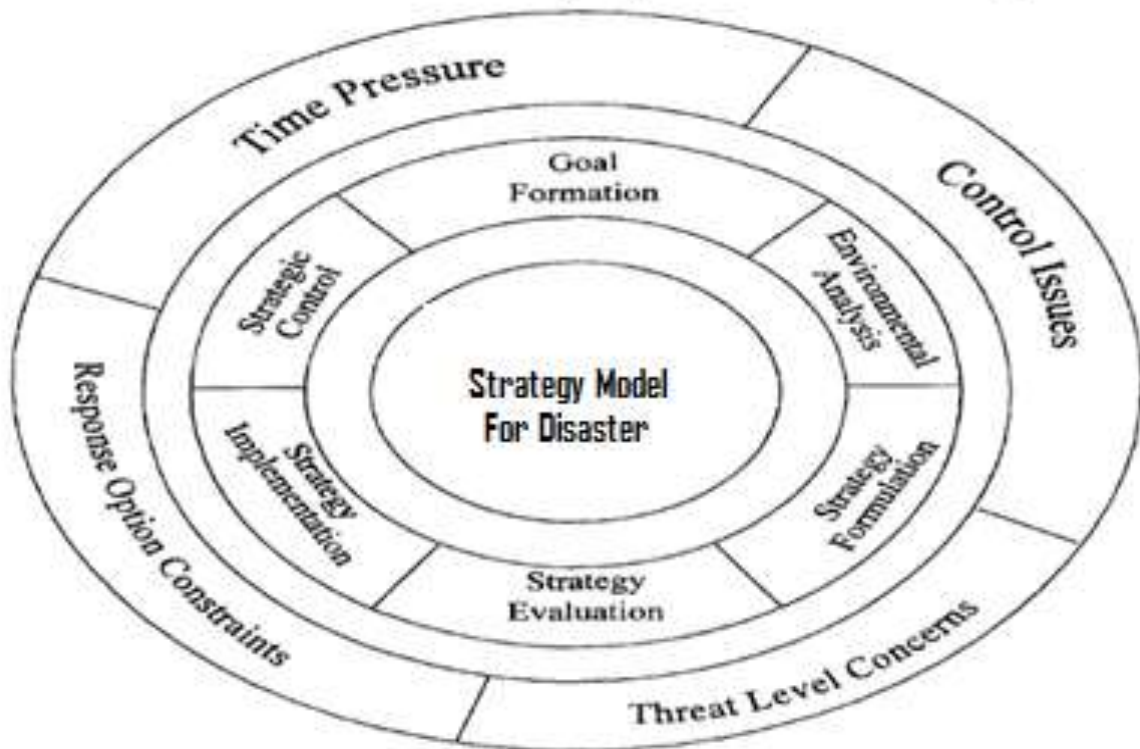 Time Pressure
Control Issues
Goal
Formation
Strategic
Control
Environmental
Analysis
Strategy Model
For Disaster
Response Option Constraints
Strategy
Implementation
Strategy
Formulation
Strategy
Evaluation
Threat Level Concerns